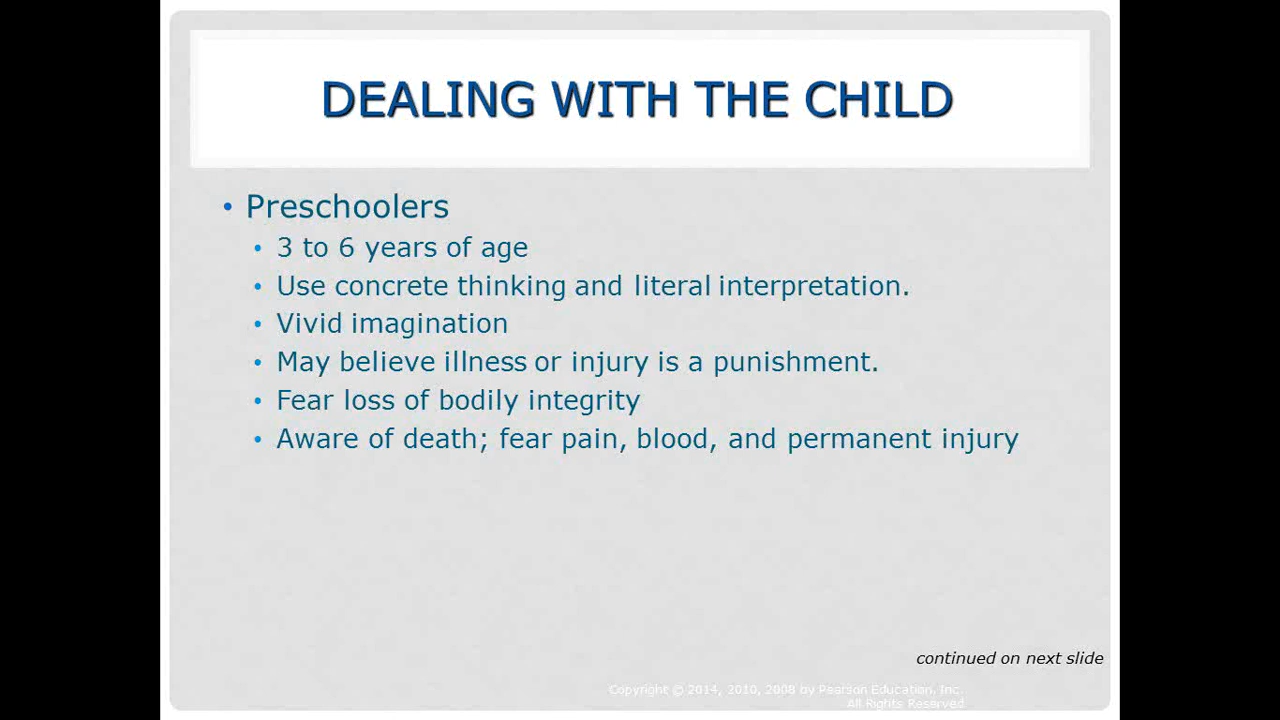 DEALING WITH THE CHILD
• Preschoolers
• 3 to 6 years of age
• Use concrete thinking and literal interpretation.
• Vivid imagination
• May believe illness or injury is a punishment.
• Fear loss of bodily integrity
• Aware of death; fear pain, blood, and permanent injury
continued on next slide
Copyright © 2014, 2010, 2008 by Pearson Education, Inc.
All Rights Reserved